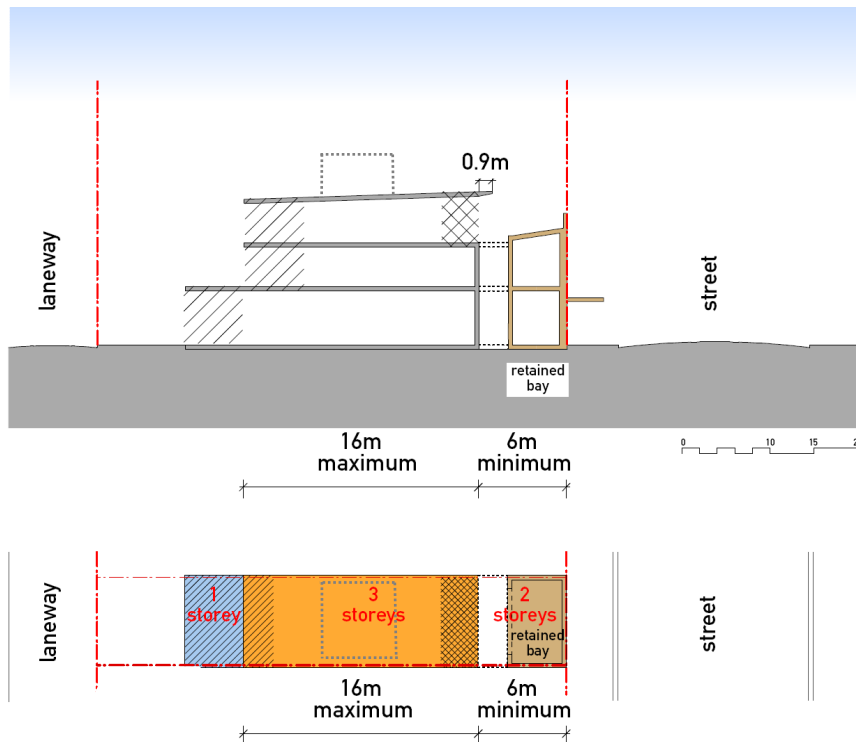 0.9m
laneway
street
retained
bay
16m
maximum
6m
minimum
0
10
15
2
laneway
1
storey
3
storeys
2
storeys
retained
bay
street
16m
maximum
6m
minimum